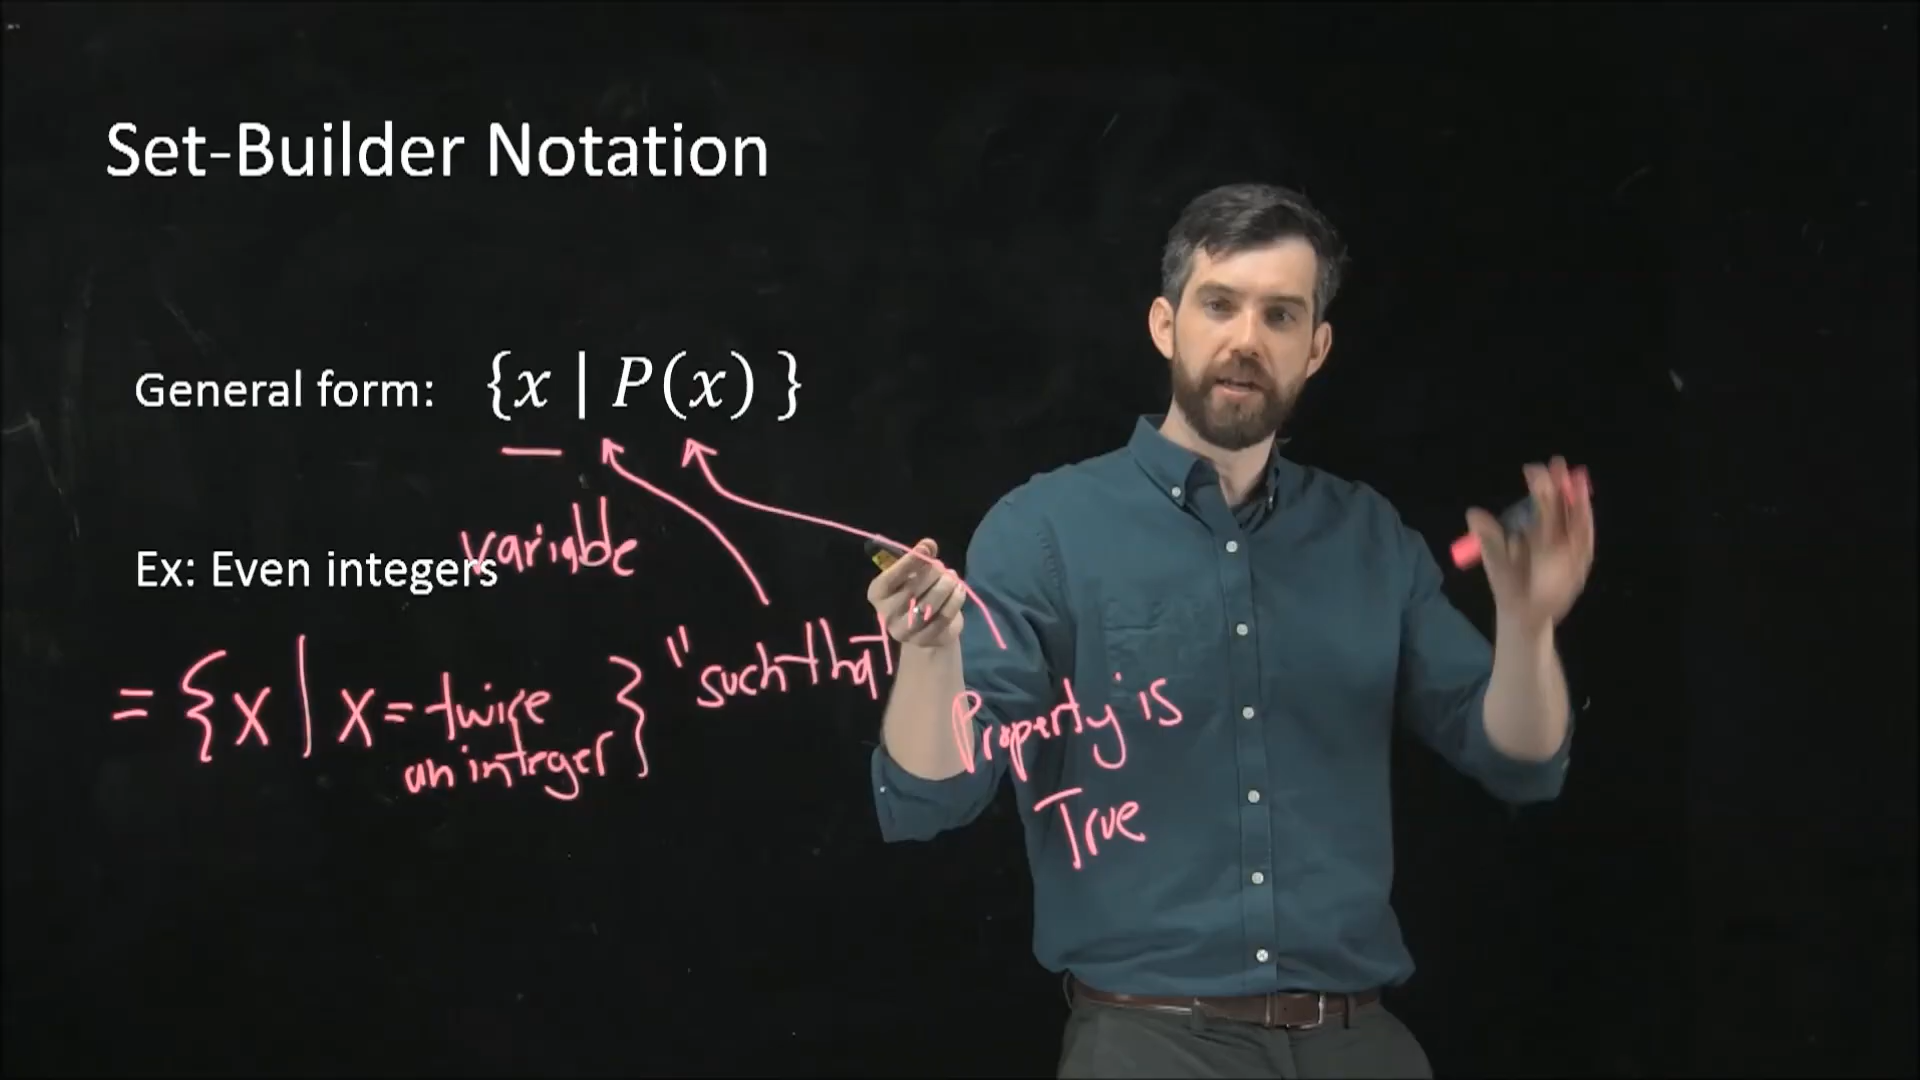 Set-Builder Notation
General form: {x | P(x) }
variable
Ex: Even integers
"such that"
= {x | x = twice
an integer}
Property is
True